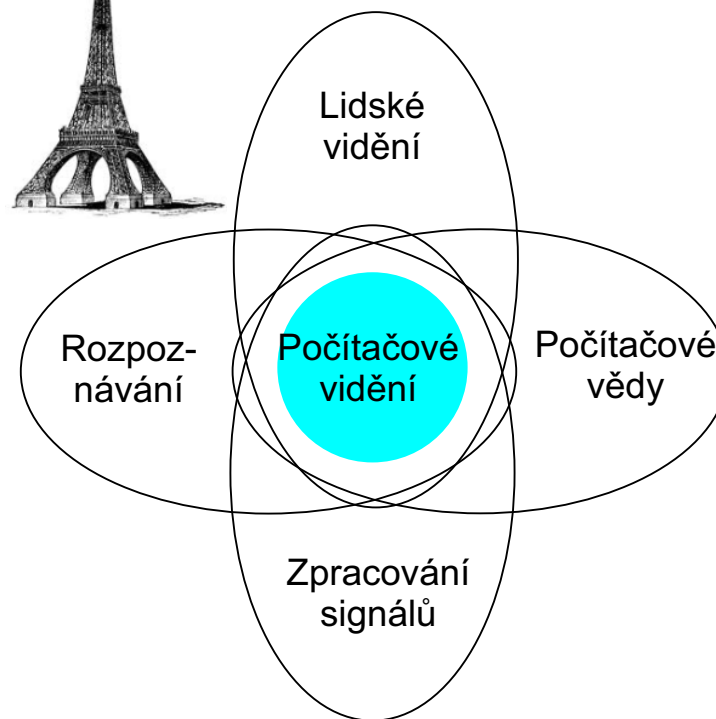 Lidské
vidění
Rozpoz-
návání
Počítačové
vidění
Počítačové
vědy
Zpracování
signálů